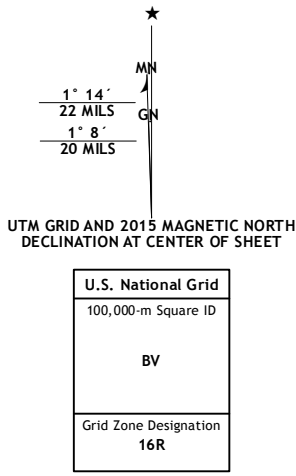 MN
1° 14´
22 MILS
GN
1° 8´
20 MILS
UTM GRID AND 2015 MAGNETIC NORTH
DECLINATION AT CENTER OF SHEET
U.S. National Grid
100,000-m Square ID
BV
Grid Zone Designation
16R